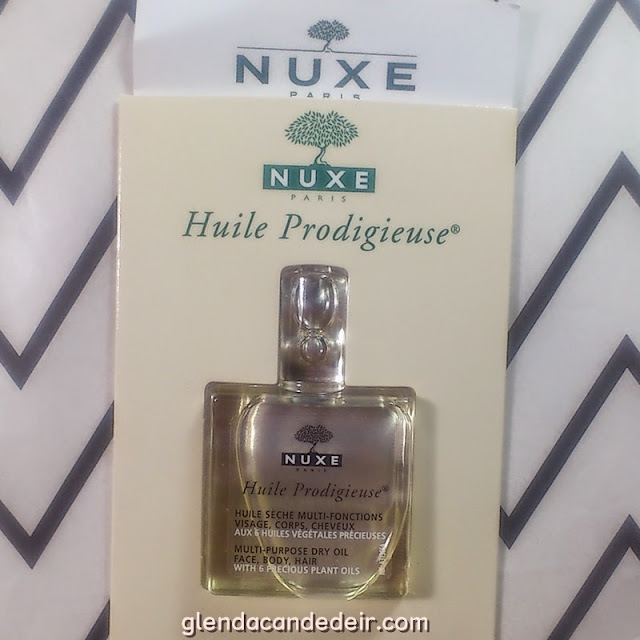 NUXE
PARIS
NUXE
PARIS
Huile Prodigieuse®
NUXE
PARIS
Huile Prodigieuse®
HUILE SÈCHE MULTI-FONCTIONS
VISAGE, CORPS, CHEVEUX
AUX 6 HUILES VÉGÉTALES PRÉCIEUSES
MULTI-PURPOSE DRY OIL
FACE, BODY, HAIR
WITH 6 PRECIOUS PLANT OILS
glendacandedeir.com